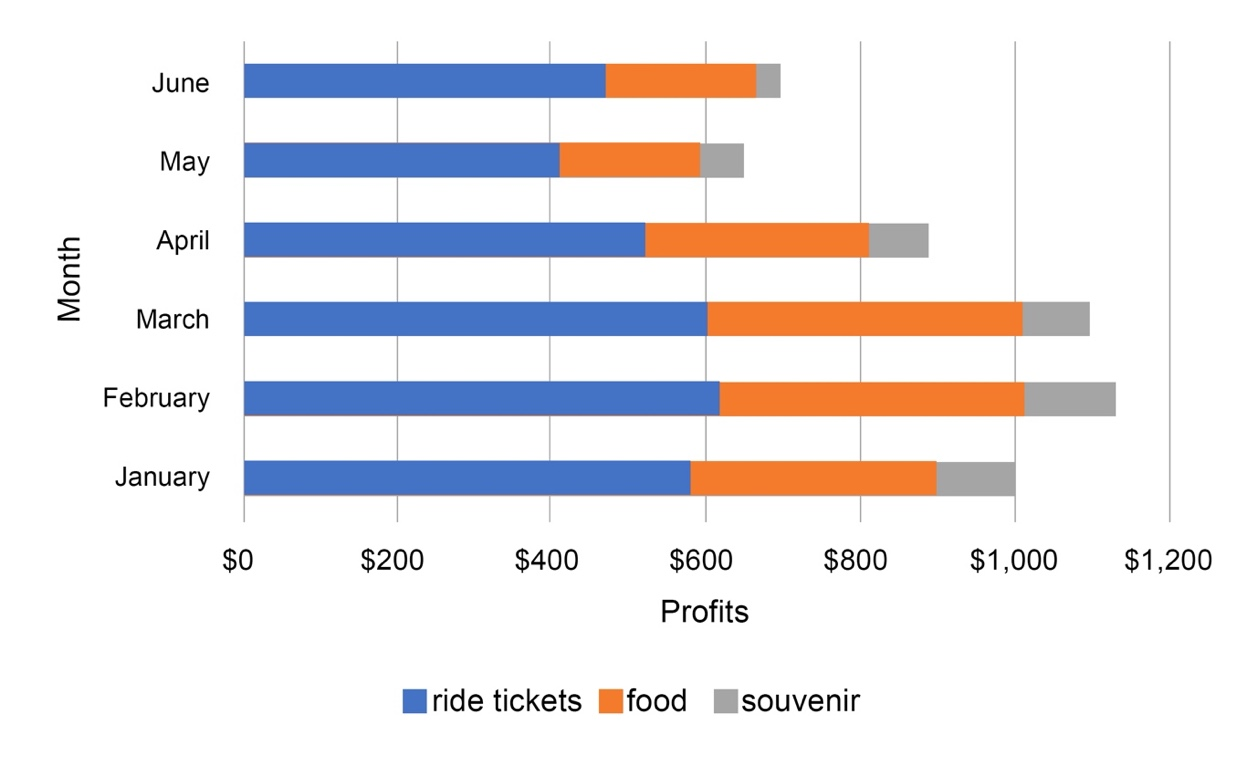 June
May
April
March
February
January
Month
$0 $200 $400 $600 $800 $1,000 $1,200
Profits
ride tickets food souvenir